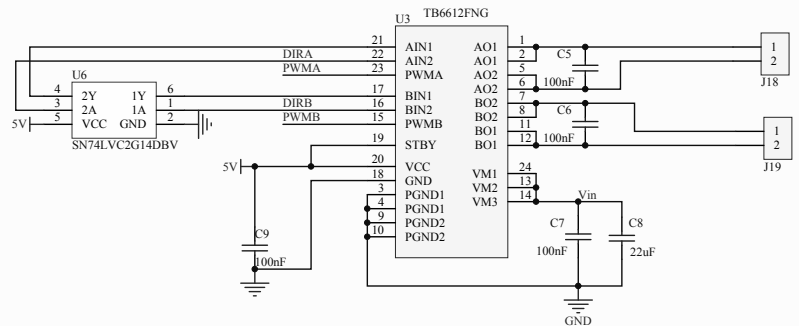 U3
TB6612FNG
21 AIN1 AO1 1
22 AIN2 AO1 2
23 PWMA AO2 5
AO2 6
17 BIN1 BO2 7
16 BIN2 BO2 8
15 PWMB BO1 11
BO1 12
19 STBY
20 VCC VM1 24
18 GND VM2 13
3 PGND1 VM3 14
4 PGND1
9 PGND2
10 PGND2
DIRA
PWMA
DIRB
PWMB
U6
4 2Y 1Y 6
3 2A 1A 1
5 VCC GND 2
5V
SN74LVC2G14DBV
5V
C9
100nF
C5
100nF
C6
100nF
1
2
J18
1
2
J19
Vin
C7
100nF
C8
22uF
GND